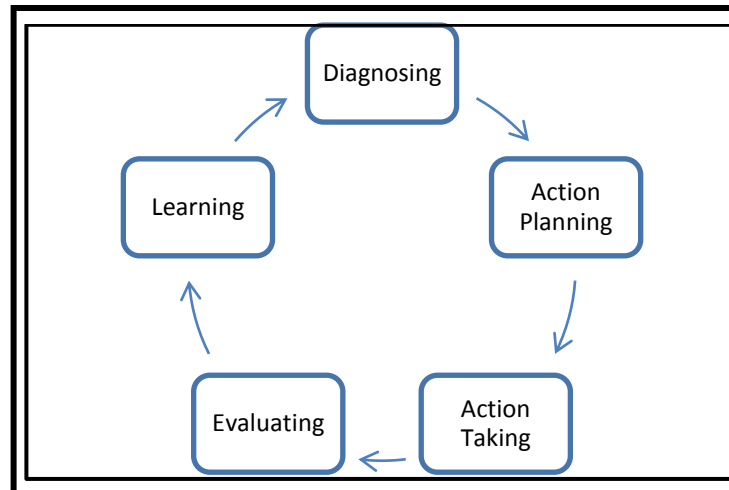 Diagnosing
Action
Planning
Action
Taking
Evaluating
Learning